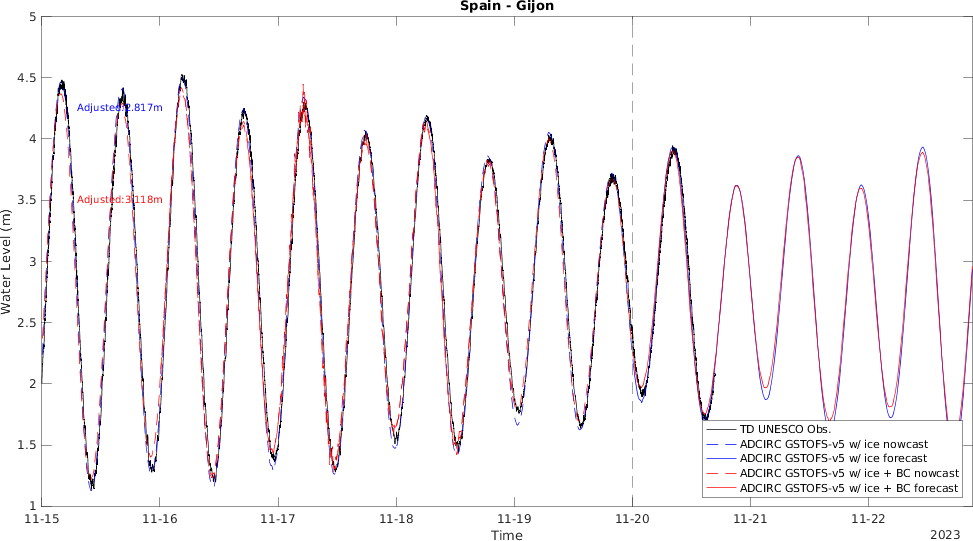 Spain - Gijon
5
4.5
4
3.5
3
2.5
2
1.5
1
Water Level (m)
Adjusted:2.817m
Adjusted:3.118m
TD UNESCO Obs.
ADCIRC GSTOFS-v5 w/ ice nowcast
ADCIRC GSTOFS-v5 w/ ice forecast
ADCIRC GSTOFS-v5 w/ ice + BC nowcast
ADCIRC GSTOFS-v5 w/ ice + BC forecast
11-15 11-16 11-17 11-18 11-19 11-20 11-21 11-22
Time
2023